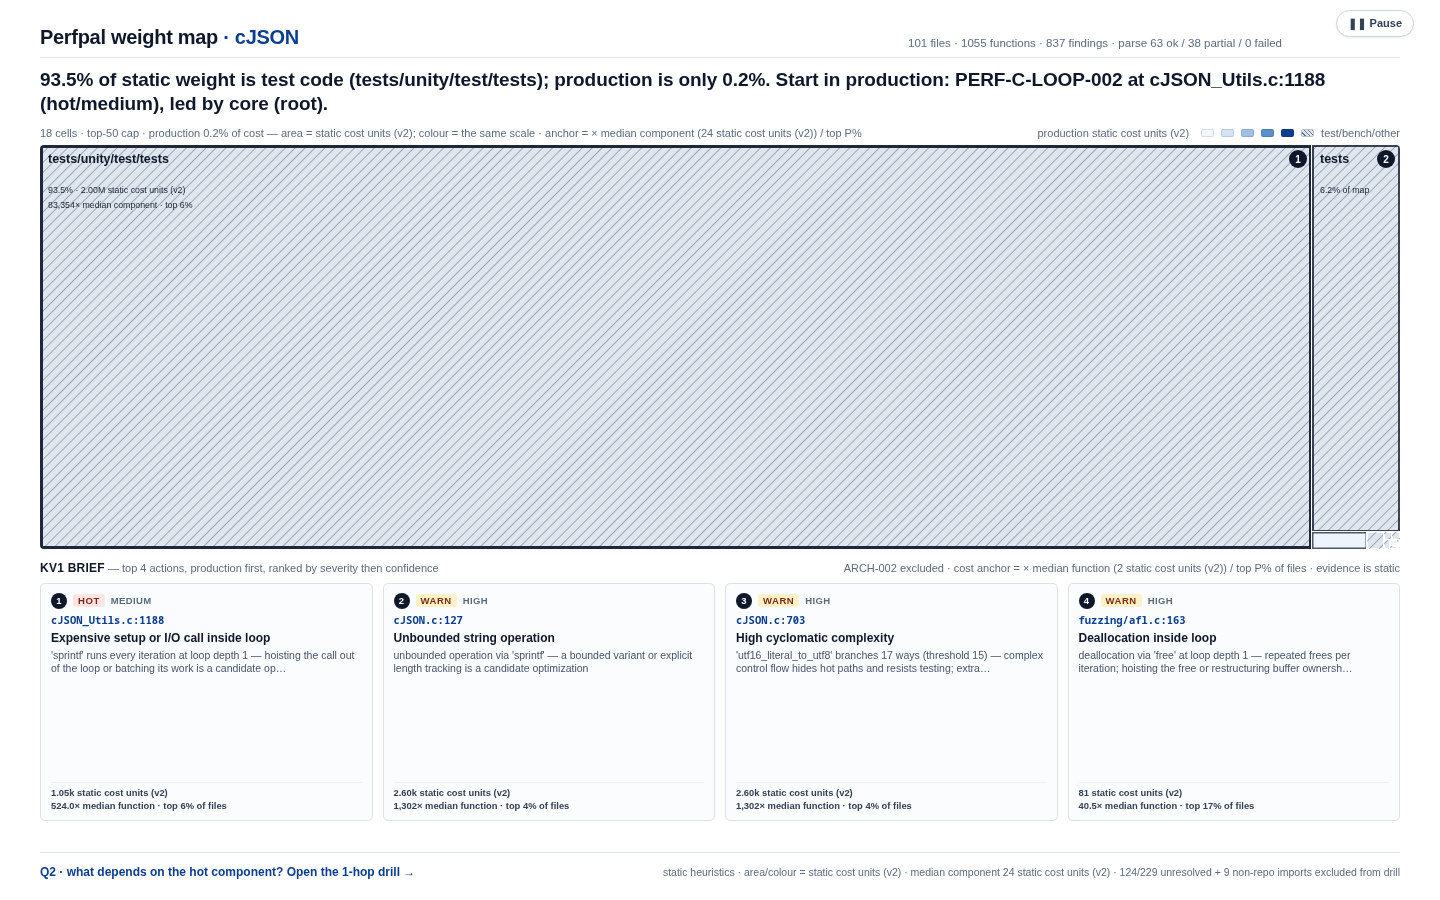 ❚❚ Pause
Perfpal weight map · cJSON
101 files · 1055 functions · 837 findings · parse 63 ok / 38 partial / 0 failed
93.5% of static weight is test code (tests/unity/test/tests); production is only 0.2%. Start in production: PERF-C-LOOP-002 at cJSON_Utils.c:1188
(hot/medium), led by core (root).
18 cells · top-50 cap · production 0.2% of cost — area = static cost units (v2); colour = the same scale · anchor = × median component (24 static cost units (v2)) / top P%
production static cost units (v2)
test/bench/other
tests/unity/test/tests
1
93.5% · 2.00M static cost units (v2)
83,354× median component · top 6%
tests
2
6.2% of map
KV1 BRIEF — top 4 actions, production first, ranked by severity then confidence
ARCH-002 excluded · cost anchor = × median function (2 static cost units (v2)) / top P% of files · evidence is static
1 HOT MEDIUM
cJSON_Utils.c:1188
Expensive setup or I/O call inside loop
'sprintf' runs every iteration at loop depth 1 — hoisting the call out
of the loop or batching its work is a candidate op…
1.05k static cost units (v2)
524.0× median function · top 6% of files
2 WARN HIGH
cJSON.c:127
Unbounded string operation
unbounded operation via 'sprintf' — a bounded variant or explicit
length tracking is a candidate optimization
2.60k static cost units (v2)
1,302× median function · top 4% of files
3 WARN HIGH
cJSON.c:703
High cyclomatic complexity
'utf16_literal_to_utf8' branches 17 ways (threshold 15) — complex
control flow hides hot paths and resists testing; extra…
2.60k static cost units (v2)
1,302× median function · top 4% of files
4 WARN HIGH
fuzzing/afl.c:163
Deallocation inside loop
deallocation via 'free' at loop depth 1 — repeated frees per
iteration; hoisting the free or restructuring buffer ownersh…
81 static cost units (v2)
40.5× median function · top 17% of files
Q2 · what depends on the hot component? Open the 1-hop drill →
static heuristics · area/colour = static cost units (v2) · median component 24 static cost units (v2) · 124/229 unresolved + 9 non-repo imports excluded from drill